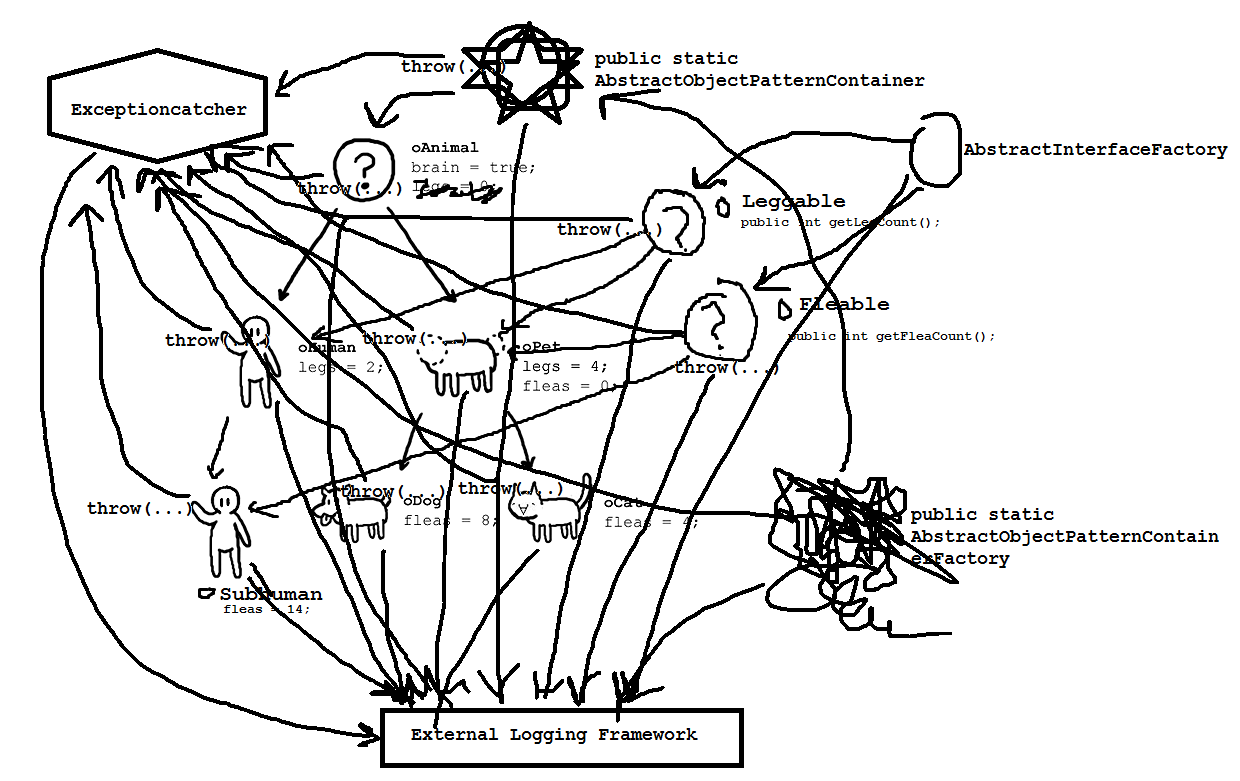 public static
AbstractObjectPatternContainer
throw(...)
Exceptioncatcher
oAnimal
brain = true;
legs = 0;
throw(...)
AbstractInterfaceFactory
Leggable
public int getLegCount();
throw(...)
Fleable
public int getFleaCount();
throw(...)
throw(...)
oHuman
legs = 2;
throw(...)
oPet
legs = 4;
fleas = 0;
throw(...)
throw(...)
oDog
fleas = 8;
throw(...)
oCat
fleas = 4;
public static
AbstractObjectPatternContain
erFactory
SubHuman
fleas = 14;
External Logging Framework